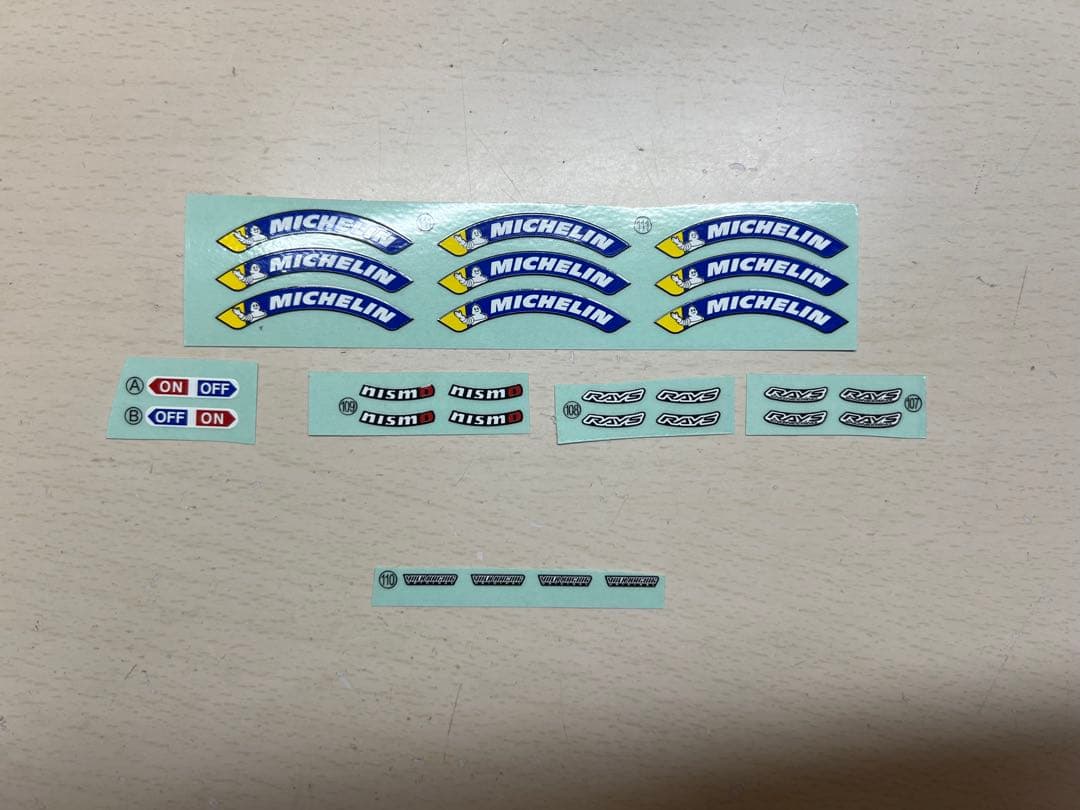 MICHELIN MICHELIN 111 MICHELIN
MICHELIN MICHELIN MICHELIN
MICHELIN MICHELIN MICHELIN
A ON OFF
B OFF ON
109 nismo nismo
nismo nismo
108 RAYS RAYS
RAYS RAYS
RAYS RAYS 107
RAYS RAYS
110